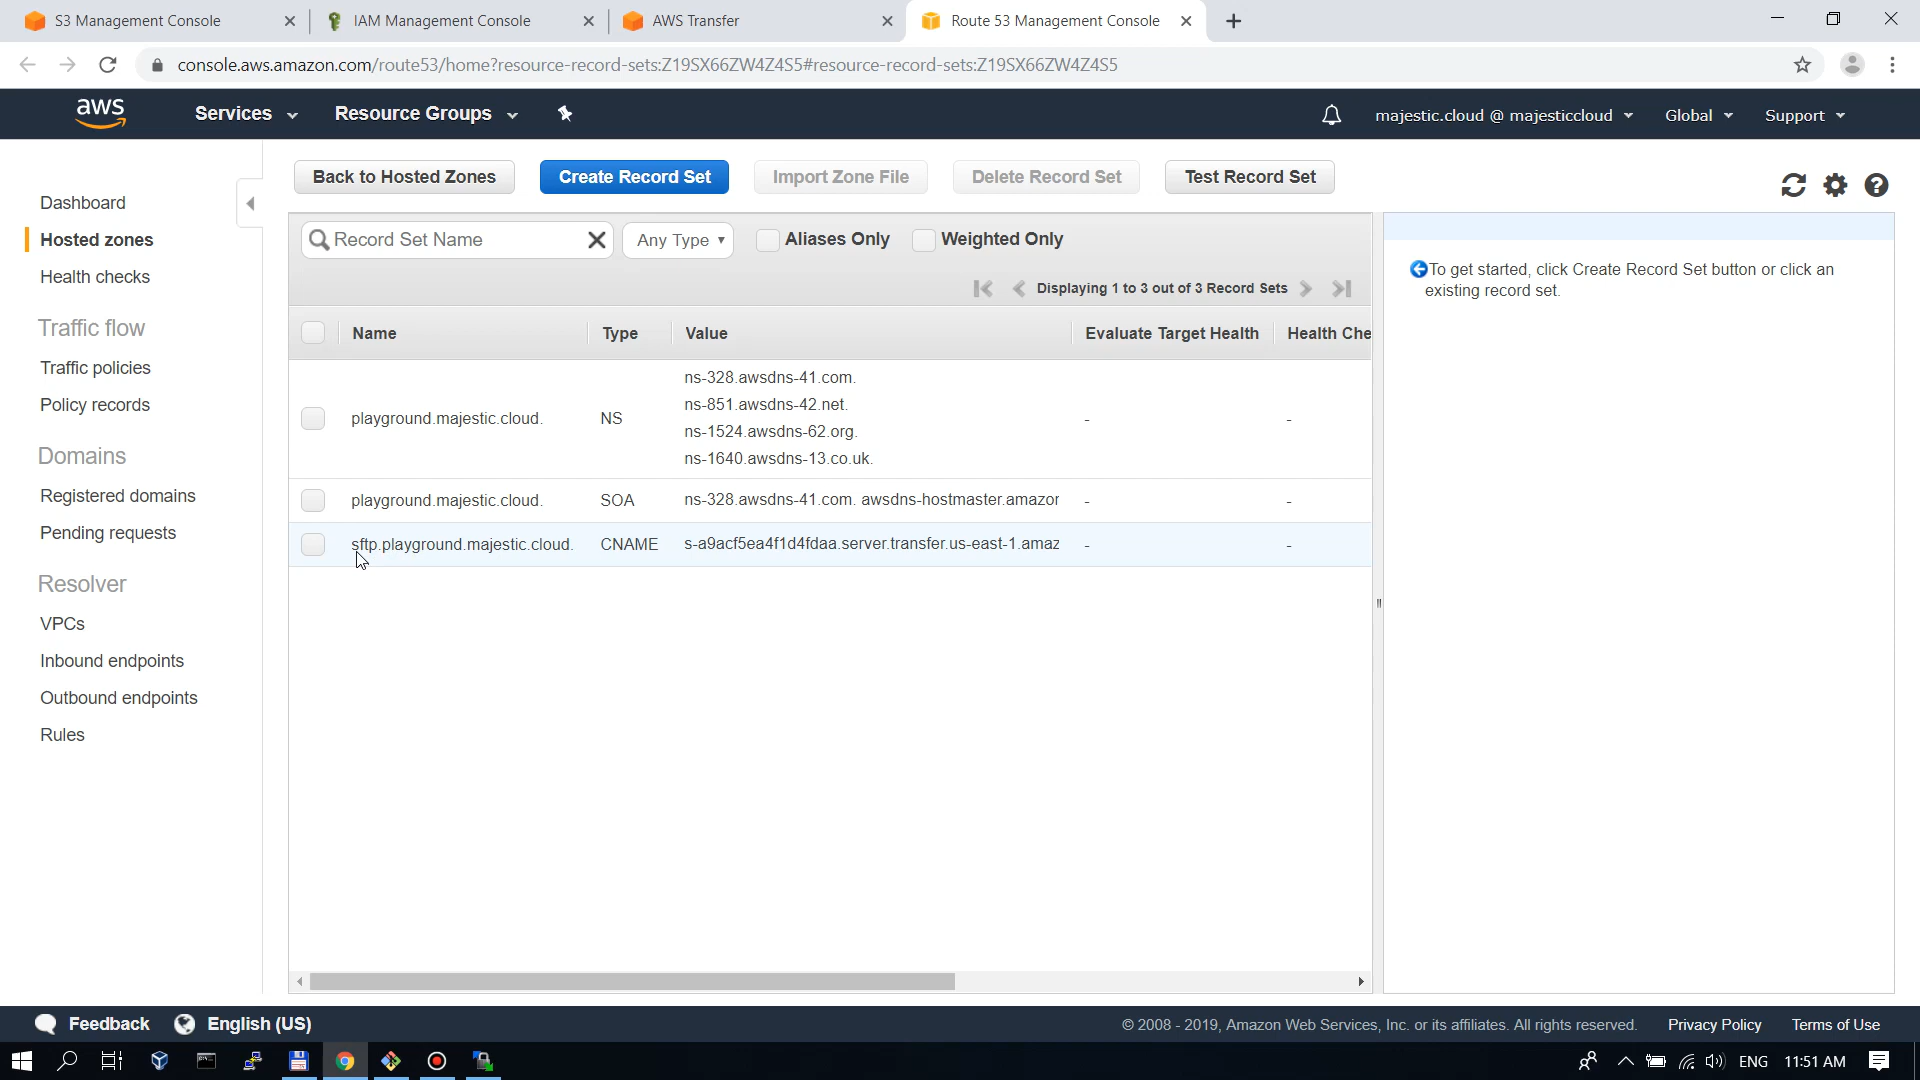 S3 Management Console
IAM Management Console
AWS Transfer
Route 53 Management Console
console.aws.amazon.com/route53/home?resource-record-sets:Z19SX66ZW4Z4S5#resource-record-sets:Z19SX66ZW4Z4S5
aws
Services
Resource Groups
majestic.cloud @ majesticcloud
Global
Support
Dashboard
Hosted zones
Health checks
Traffic flow
Traffic policies
Policy records
Domains
Registered domains
Pending requests
Resolver
VPCs
Inbound endpoints
Outbound endpoints
Rules
Back to Hosted Zones
Create Record Set
Import Zone File
Delete Record Set
Test Record Set
Record Set Name
Any Type
Aliases Only
Weighted Only
Displaying 1 to 3 out of 3 Record Sets
Name Type Value Evaluate Target Health Health Che
playground.majestic.cloud. NS
ns-328.awsdns-41.com.
ns-851.awsdns-42.net.
ns-1524.awsdns-62.org.
ns-1640.awsdns-13.co.uk.
- -
playground.majestic.cloud. SOA ns-328.awsdns-41.com. awsdns-hostmaster.amazon - -
sftp.playground.majestic.cloud. CNAME s-a9acf5ea4f1d4fdaa.server.transfer.us-east-1.amaz - -
To get started, click Create Record Set button or click an
existing record set.
Feedback
English (US)
© 2008 - 2019, Amazon Web Services, Inc. or its affiliates. All rights reserved.
Privacy Policy
Terms of Use
ENG
11:51 AM